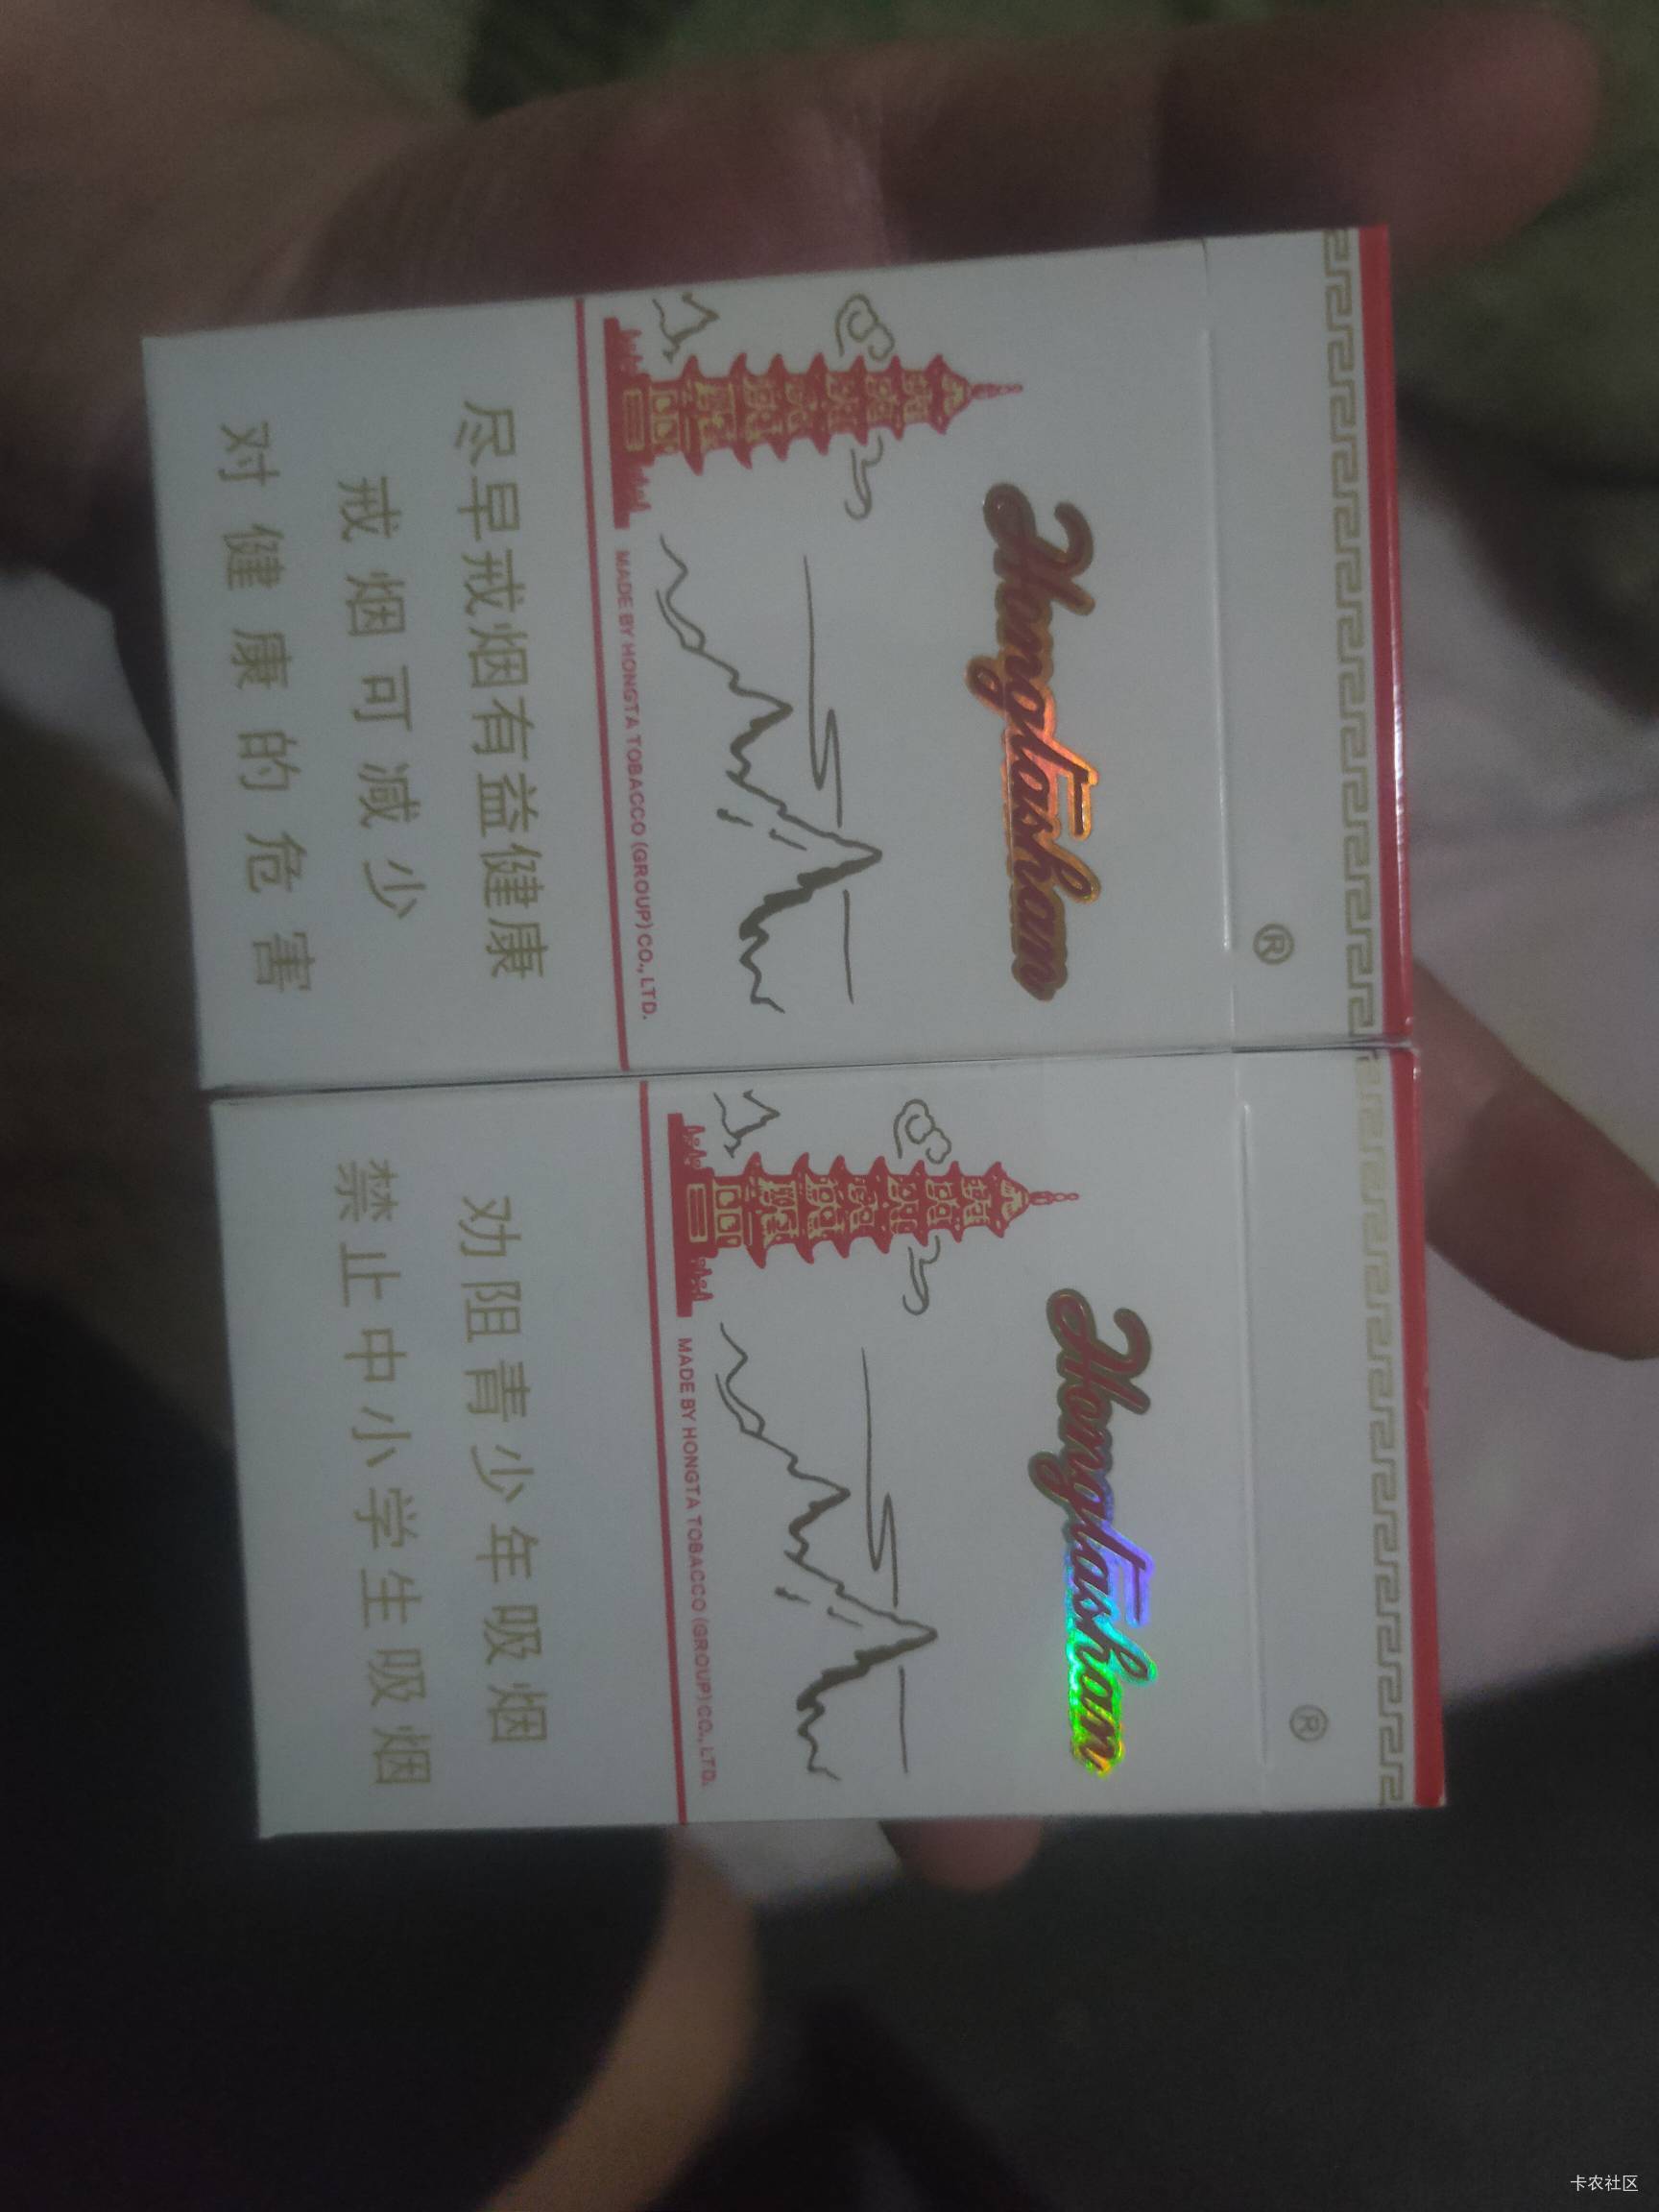 ®
Hongtashan
MADE BY HONGTA TOBACCO (GROUP) CO., LTD.
尽早戒烟有益健康
戒烟可减少
对健康的危害
®
Hongtashan
MADE BY HONGTA TOBACCO (GROUP) CO., LTD.
劝阻青少年吸烟
禁止中小学生吸烟
卡农社区